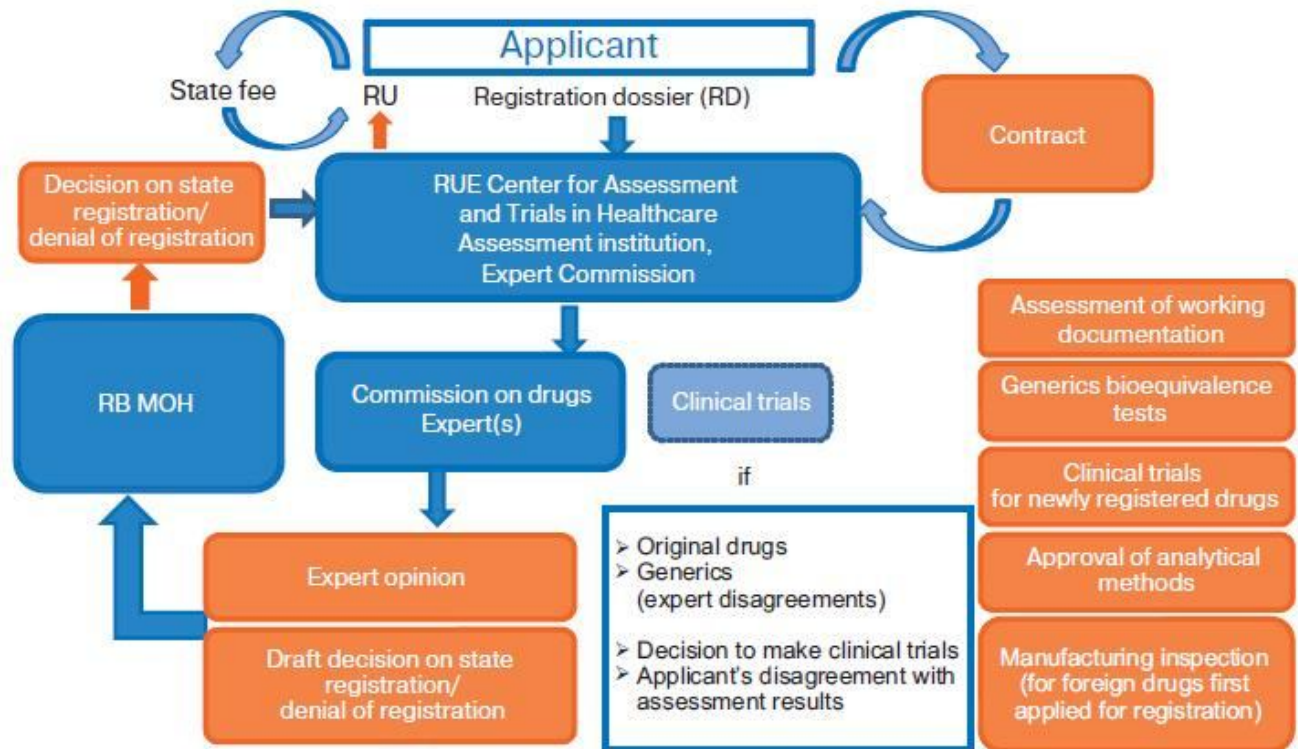 Applicant
State fee
RU
Registration dossier (RD)
Contract
Decision on state
registration/
denial of registration
RUE Center for Assessment
and Trials in Healthcare
Assessment institution,
Expert Commission
RB MOH
Commission on drugs
Expert(s)
Clinical trials
if
Expert opinion
Draft decision on state
registration/
denial of registration
➢ Original drugs
➢ Generics
(expert disagreements)
➢ Decision to make clinical trials
➢ Applicant's disagreement with
assessment results
Assessment of working
documentation
Generics bioequivalence
tests
Clinical trials
for newly registered drugs
Approval of analytical
methods
Manufacturing inspection
(for foreign drugs first
applied for registration)